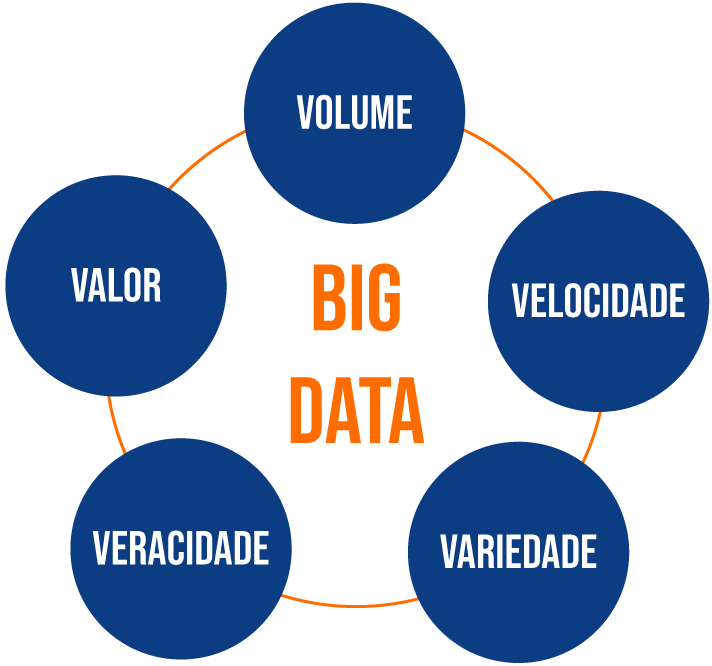 VOLUME
VALOR
VELOCIDADE
BIG
DATA
VERACIDADE
VARIEDADE